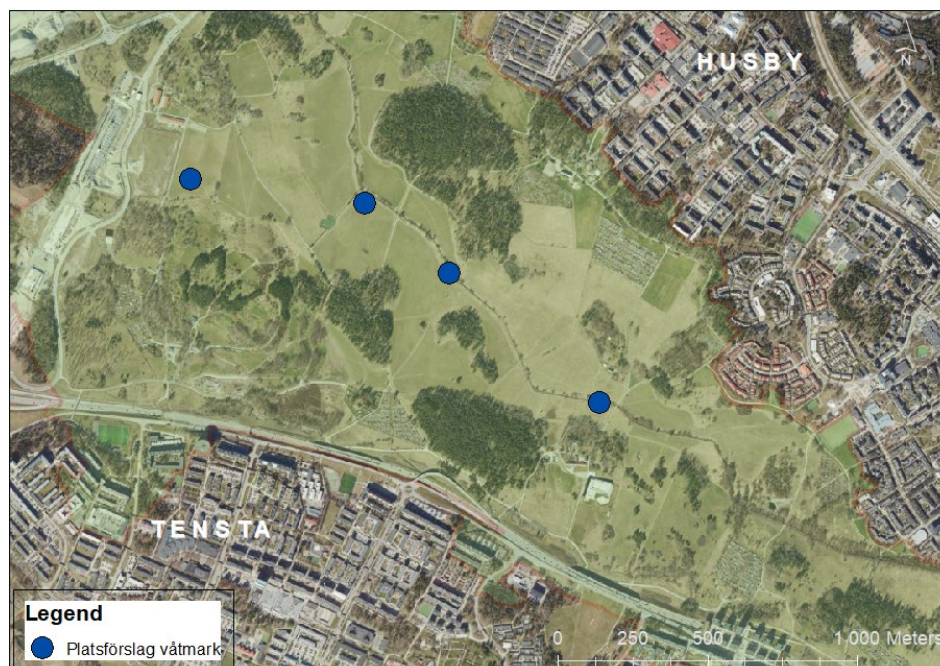 HUSBY
N
TENSTA
Legend
Platsförslag våtmark
0 250 500 1 000 Meters